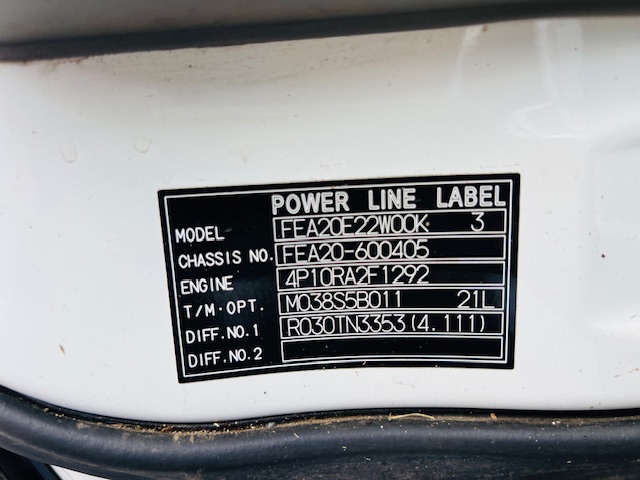 POWER LINE LABEL
MODEL FEA20E22W00K 3
CHASSIS NO. FEA20-600405
ENGINE 4P10RA2F1292
T/M·OPT. M038S5B011 21L
DIFF.NO.1 R030TN3353(4.111)
DIFF.NO.2